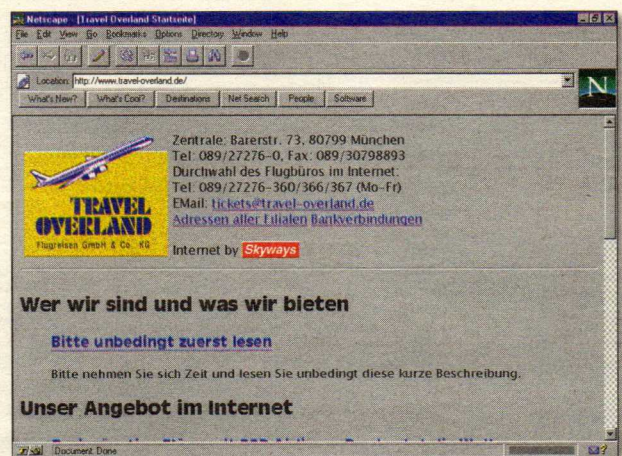 Netscape - [Travel Overland Startseite]
File Edit View Go Bookmarks Options Directory Window Help
Location: http://www.travel-overland.de/
N
What's New? What's Cool? Destinations Net Search People Software
Zentrale: Barerstr. 73, 80799 München
Tel: 089/27276-0, Fax: 089/30798893
Durchwahl des Flugbüros im Internet:
Tel: 089/27276-360/366/367 (Mo-Fr)
EMail: tickets@travel-overland.de
Adressen aller Filialen Bankverbindungen
TRAVEL
OVERLAND
Flugreisen GmbH & Co. KG
Internet by Skyways
Wer wir sind und was wir bieten
Bitte unbedingt zuerst lesen
Bitte nehmen Sie sich Zeit und lesen Sie unbedingt diese kurze Beschreibung.
Unser Angebot im Internet
Document: Done